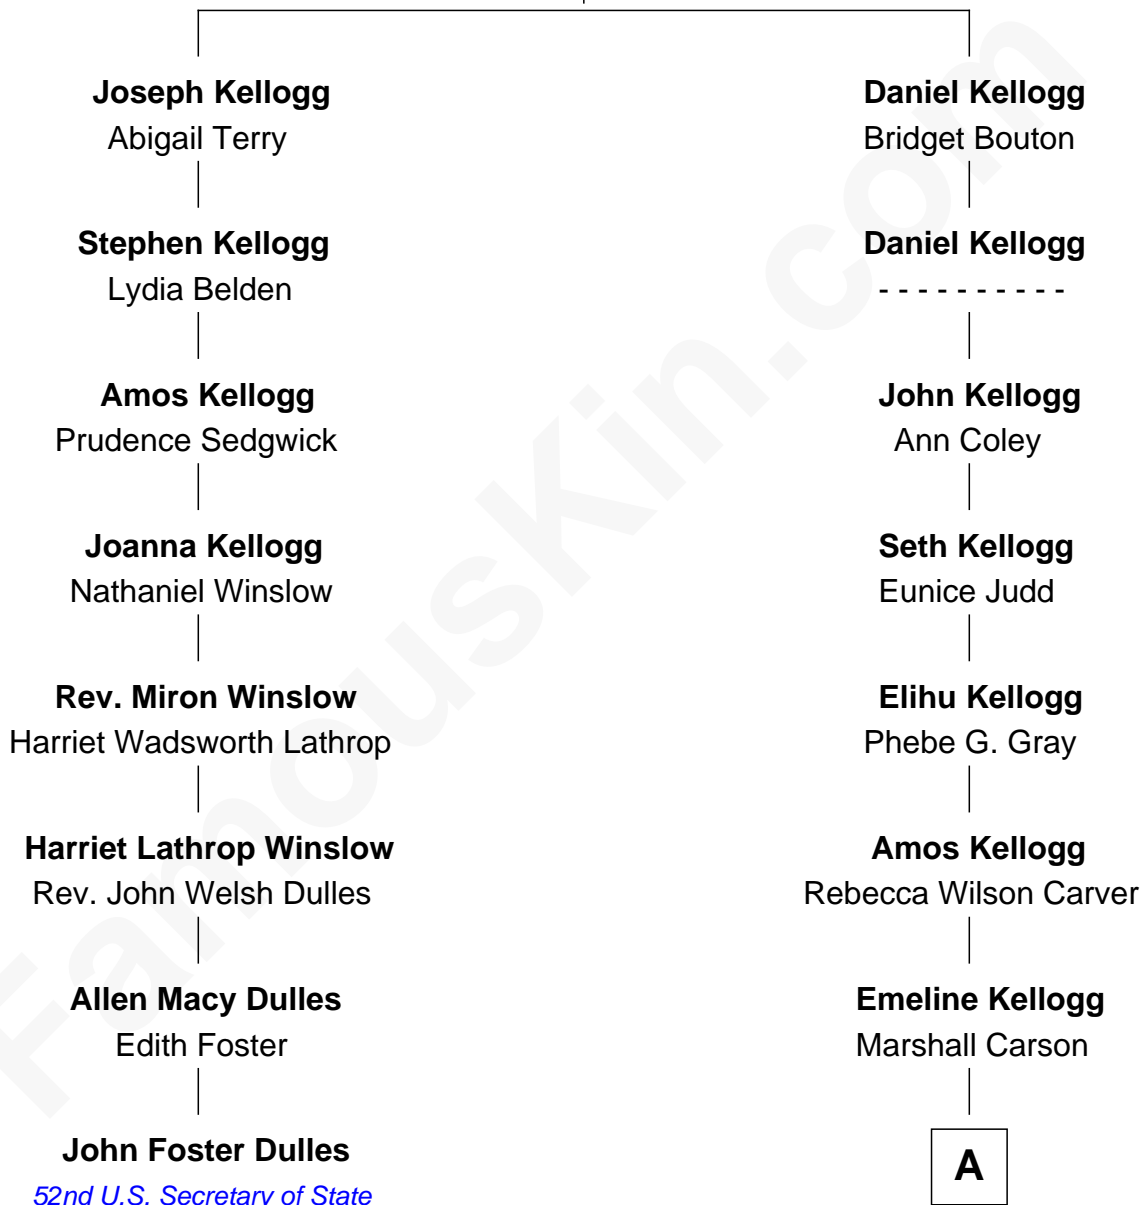 Joseph Kellogg
Abigail Terry
Daniel Kellogg
Bridget Bouton
Stephen Kellogg
Lydia Belden
Daniel Kellogg
- - - - - - - - - -
Amos Kellogg
Prudence Sedgwick
John Kellogg
Ann Coley
Joanna Kellogg
Nathaniel Winslow
Seth Kellogg
Eunice Judd
Rev. Miron Winslow
Harriet Wadsworth Lathrop
Elihu Kellogg
Phebe G. Gray
Harriet Lathrop Winslow
Rev. John Welsh Dulles
Amos Kellogg
Rebecca Wilson Carver
Allen Macy Dulles
Edith Foster
Emeline Kellogg
Marshall Carson
John Foster Dulles
52nd U.S. Secretary of State
A
FamousKin.com